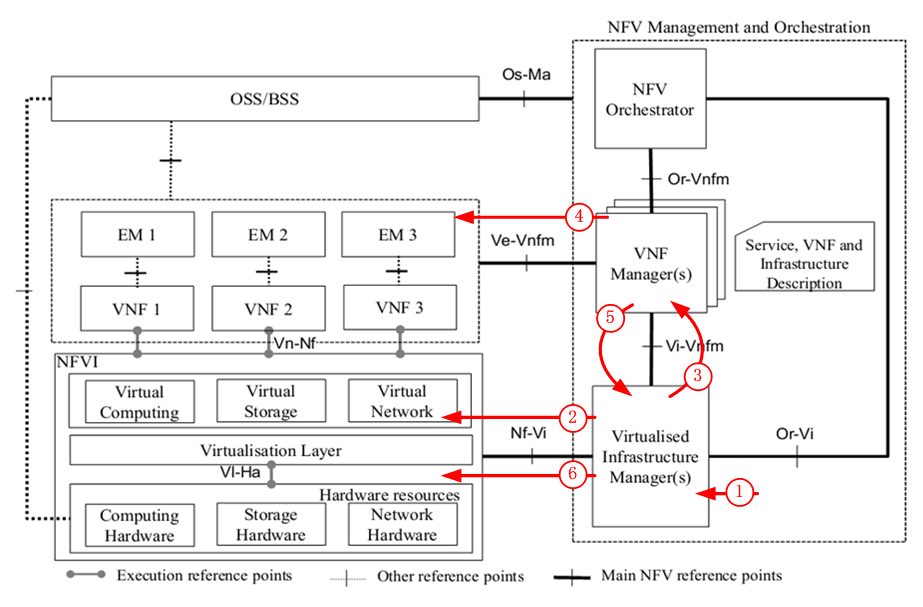 NFV Management and Orchestration
OSS/BSS
Os-Ma
NFV
Orchestrator
Or-Vnfm
EM 1
EM 2
EM 3
4
Ve-Vnfm
VNF
Manager(s)
Service, VNF and
Infrastructure
Description
VNF 1
VNF 2
VNF 3
5
Vn-Nf
Vi-Vnfm
3
NFVI
Virtual
Computing
Virtual
Storage
Virtual
Network
2
Nf-Vi
Virtualised
Infrastructure
Manager(s)
Or-Vi
Virtualisation Layer
Vl-Ha
6
1
Hardware resources
Computing
Hardware
Storage
Hardware
Network
Hardware
Execution reference points
Other reference points
Main NFV reference points